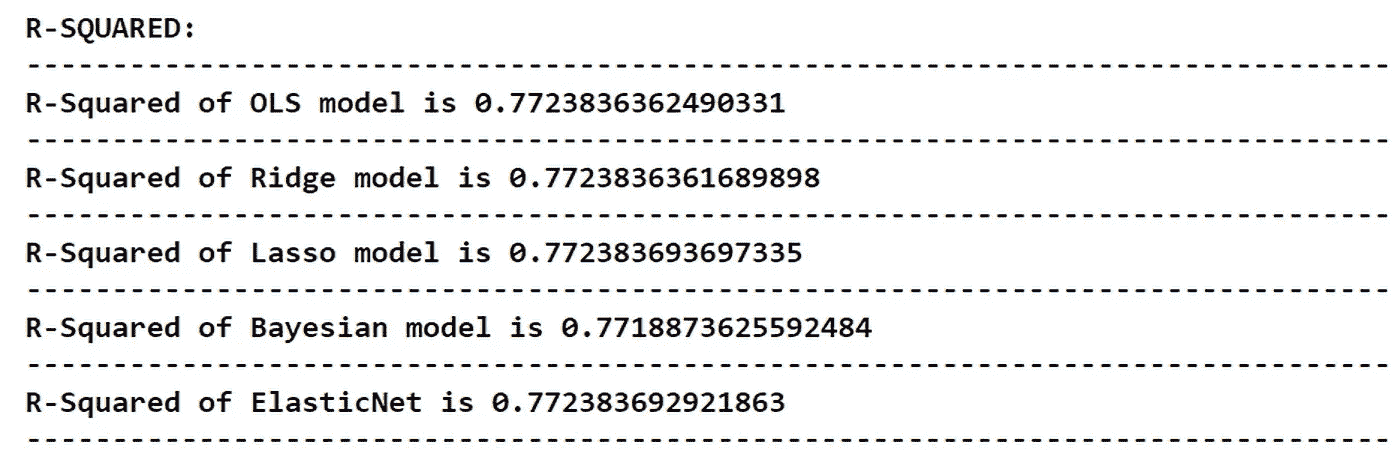 R-SQUARED:
-------------------------------------------------------------------------------
R-Squared of OLS model is 0.7723836362490331
-------------------------------------------------------------------------------
R-Squared of Ridge model is 0.7723836361689898
-------------------------------------------------------------------------------
R-Squared of Lasso model is 0.772383693697335
-------------------------------------------------------------------------------
R-Squared of Bayesian model is 0.7718873625592484
-------------------------------------------------------------------------------
R-Squared of ElasticNet is 0.772383692921863
-------------------------------------------------------------------------------